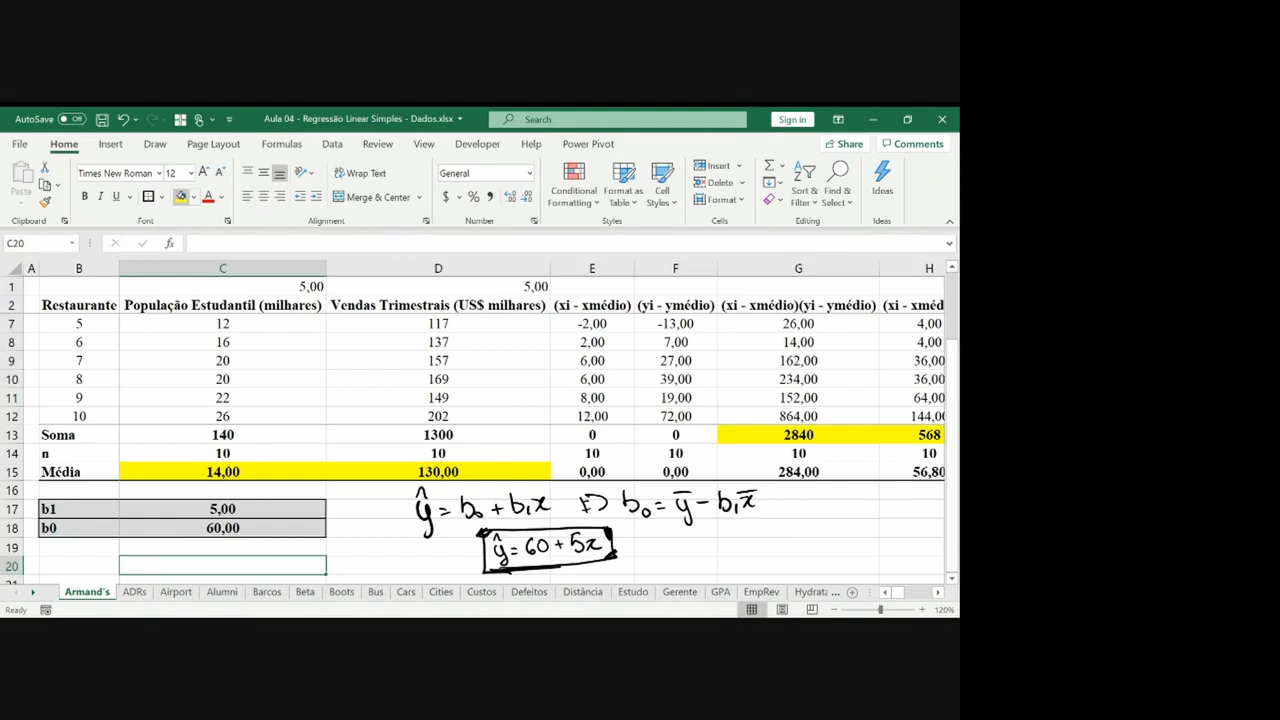 AutoSave Off Aula 04 - Regressão Linear Simples - Dados.xlsx Search Sign in
File Home Insert Draw Page Layout Formulas Data Review View Developer Help Power Pivot Share Comments
Paste Times New Roman 12 A A Wrap Text General Conditional Formatting Format as Table Cell Styles Insert Delete Format Sort & Filter Find & Select Ideas
B I U A Merge & Center $ % 9
Clipboard Font Alignment Number Styles Cells Editing Ideas
C20 fx
A B C D E F G H
1 5,00 5,00
2 Restaurante População Estudantil (milhares) Vendas Trimestrais (US$ milhares) (xi - xmédio) (yi - ymédio) (xi - xmédio)(yi - ymédio) (xi - xméd
7 5 12 117 -2,00 -13,00 26,00 4,00
8 6 16 137 2,00 7,00 14,00 4,00
9 7 20 157 6,00 27,00 162,00 36,00
10 8 20 169 6,00 39,00 234,00 36,00
11 9 22 149 8,00 19,00 152,00 64,00
12 10 26 202 12,00 72,00 864,00 144,0
13 Soma 140 1300 0 0 2840 568
14 n 10 10 10 10 10 10
15 Média 14,00 130,00 0,00 0,00 284,00 56,80
16
17 b1 5,00
18 b0 60,00
19
20
ŷ = b₀ + b₁x ⇨ b₀ = ȳ - b₁x̄
ŷ = 60 + 5x
Armand's ADRs Airport Alumni Barcos Beta Boots Bus Cars Cities Custos Defeitos Distância Estudo Gerente GPA EmpRev Hydrata ...
Ready 120%